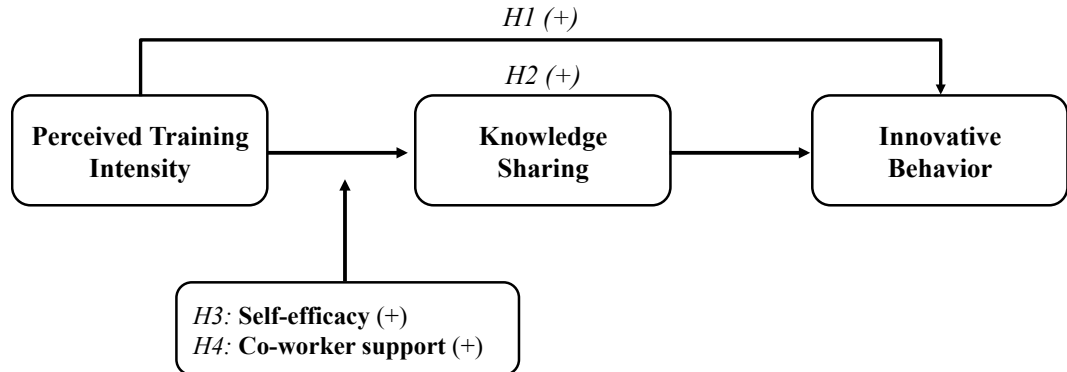 H1 (+)
H2 (+)
Perceived Training
Intensity
Knowledge
Sharing
Innovative
Behavior
H3: Self-efficacy (+)
H4: Co-worker support (+)